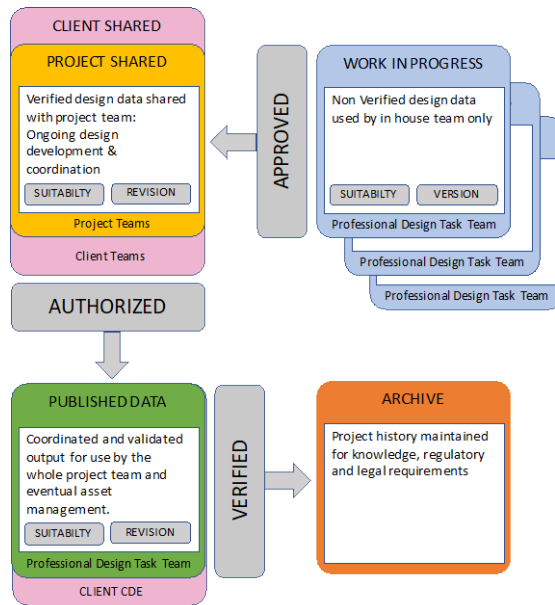 CLIENT SHARED
PROJECT SHARED
Verified design data shared
with project team:
Ongoing design
development &
coordination
SUITABILTY
REVISION
Project Teams
Client Teams
APPROVED
WORK IN PROGRESS
Non Verified design data
used by in house team only
SUITABILTY
VERSION
Professional Design Task Team
Professional Design Task Team
Professional Design Task Team
AUTHORIZED
PUBLISHED DATA
Coordinated and validated
output for use by the
whole project team and
eventual asset
management.
SUITABILTY
REVISION
Professional Design Task Team
CLIENT CDE
VERIFIED
ARCHIVE
Project history maintained
for knowledge, regulatory
and legal requirements